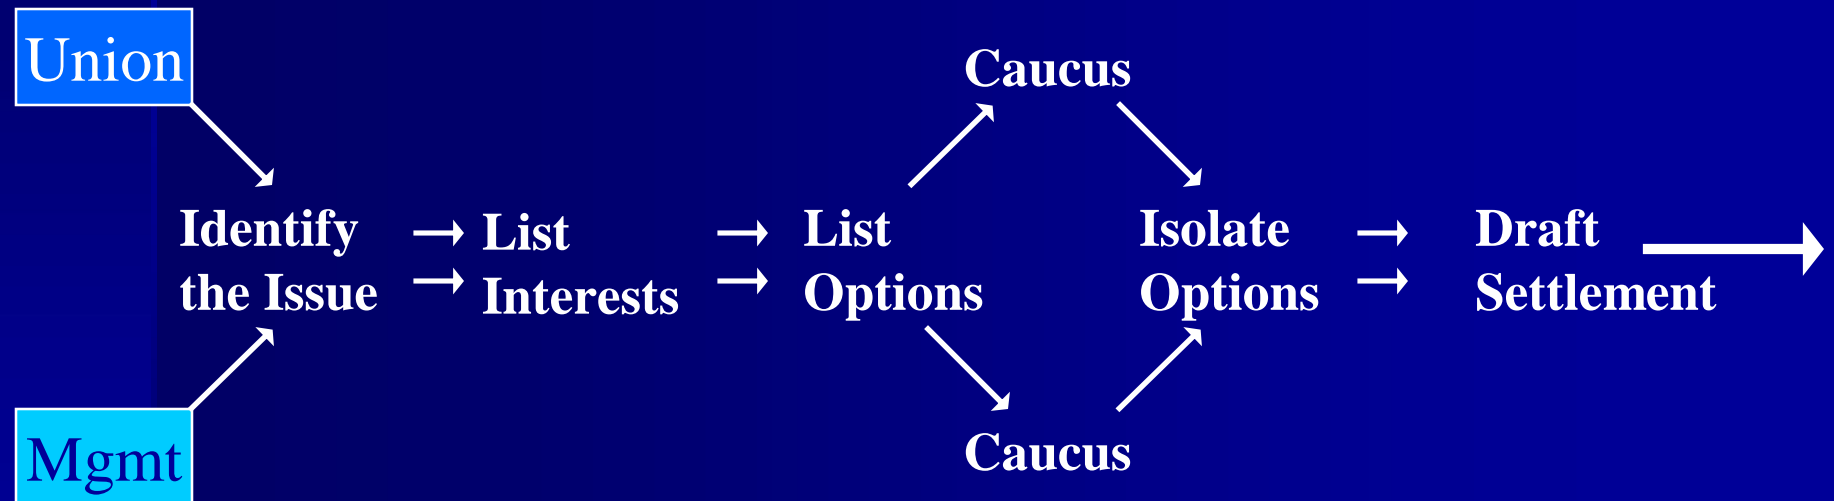 Union
Caucus
Identify
the Issue
List
Interests
List
Options
Isolate
Options
Draft
Settlement
Mgmt
Caucus